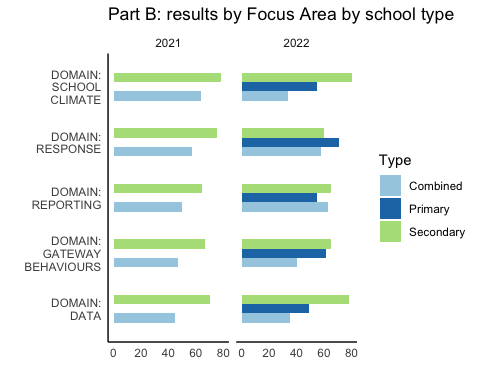 Part B: results by Focus Area by school type
2021
2022
DOMAIN:
SCHOOL
CLIMATE
DOMAIN:
RESPONSE
DOMAIN:
REPORTING
DOMAIN:
GATEWAY
BEHAVIOURS
DOMAIN:
DATA
0 20 40 60 80
0 20 40 60 80
Type
Combined
Primary
Secondary